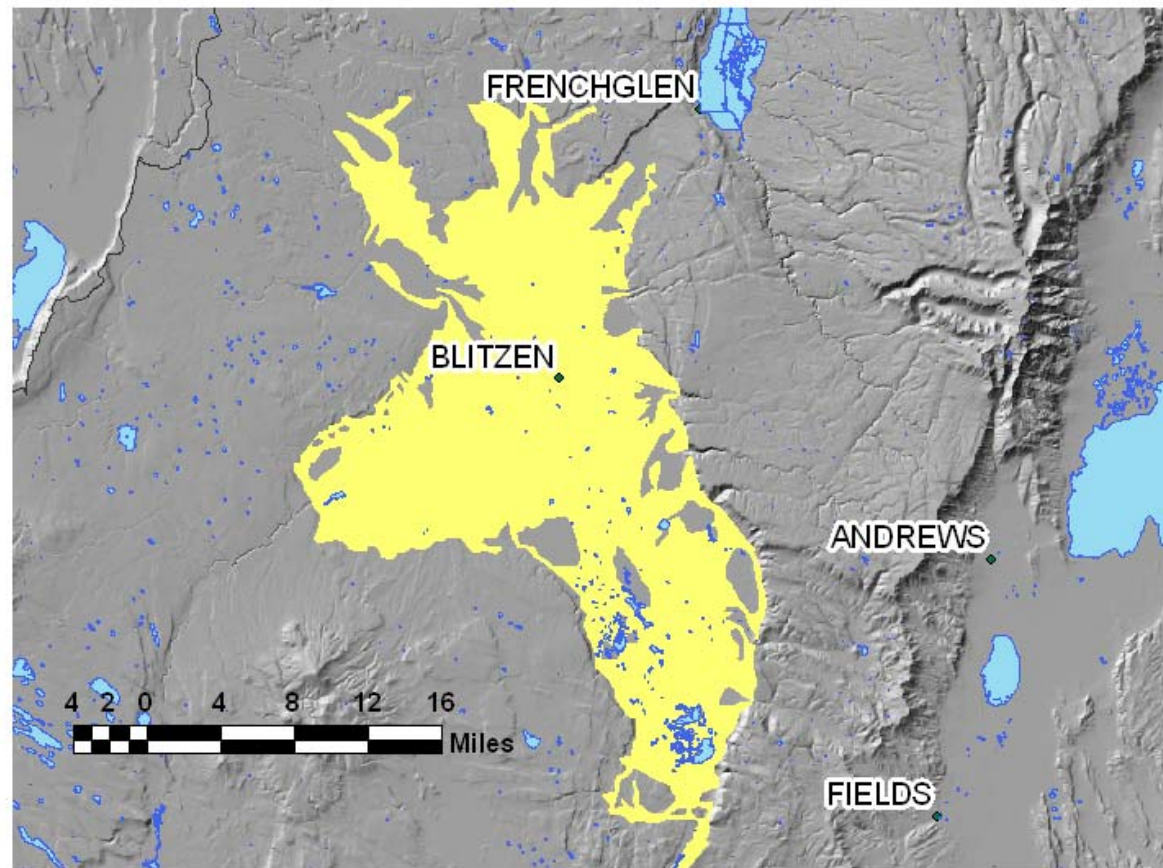 FRENCHGLEN
BLITZEN
ANDREWS
4 2 0 4 8 12 16
Miles
FIELDS